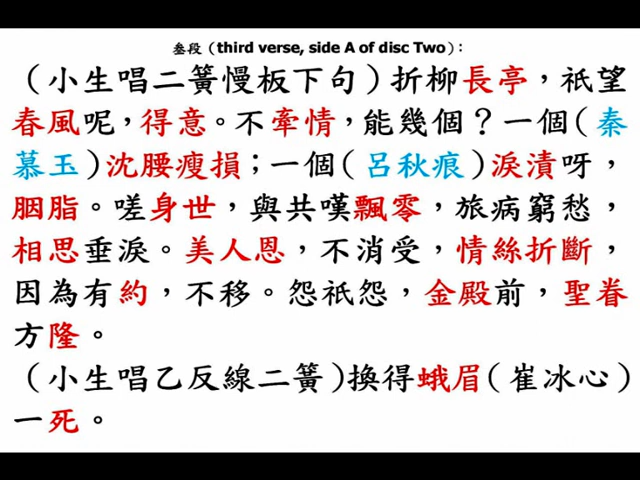 叁段（third verse, side A of disc Two）：
（小生唱二簧慢板下句）折柳長亭，祇望
春風呢，得意。不牽情，能幾個？一個（秦
慕玉）沈腰瘦損；一個（呂秋痕）淚漬呀，
胭脂。嗟身世，與共嘆飄零，旅病窮愁，
相思垂淚。美人恩，不消受，情絲折斷，
因為有約，不移。怨祇怨，金殿前，聖眷
方隆。
（小生唱乙反線二簧）換得蛾眉（崔冰心）
一死。